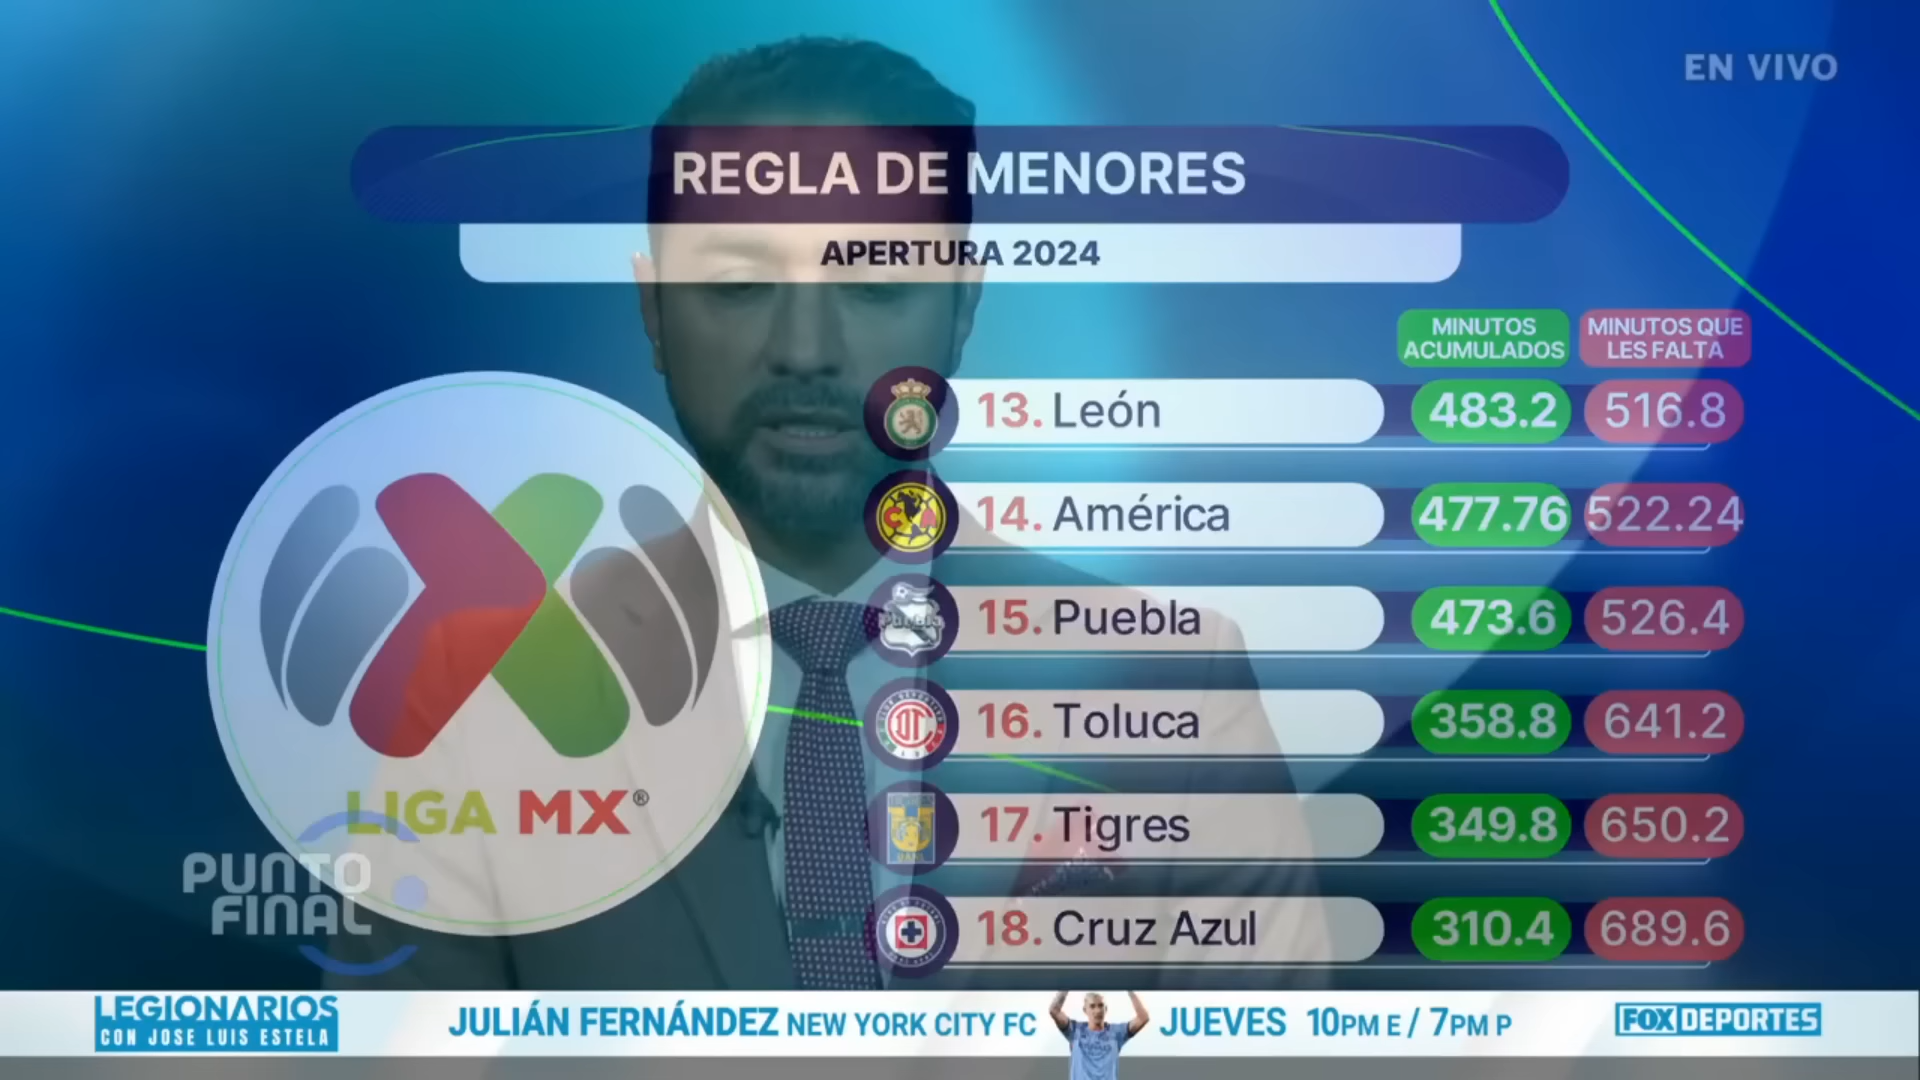 EN VIVO
REGLA DE MENORES
APERTURA 2024
MINUTOS
ACUMULADOS
MINUTOS QUE
LES FALTA
13. León 483.2 516.8
14. América 477.76 522.24
15. Puebla 473.6 526.4
16. Toluca 358.8 641.2
17. Tigres 349.8 650.2
18. Cruz Azul 310.4 689.6
LIGA MX®
PUNTO
FINAL
LEGIONARIOS
CON JOSE LUIS ESTELA
JULIÁN FERNÁNDEZ NEW YORK CITY FC JUEVES 10PM E / 7PM P
FOX DEPORTES